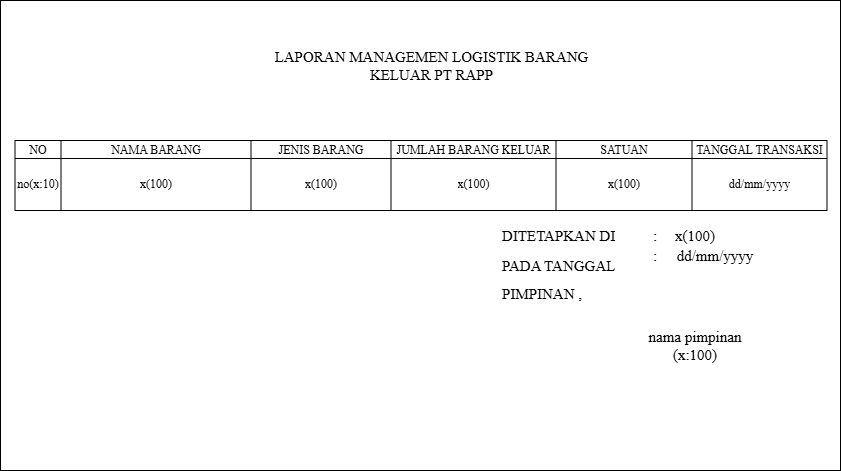 LAPORAN MANAGEMEN LOGISTIK BARANG
KELUAR PT RAPP
NO NAMA BARANG JENIS BARANG JUMLAH BARANG KELUAR SATUAN TANGGAL TRANSAKSI
no(x:10) x(100) x(100) x(100) x(100) dd/mm/yyyy
DITETAPKAN DI : x(100)
PADA TANGGAL : dd/mm/yyyy
PIMPINAN ,
nama pimpinan
(x:100)